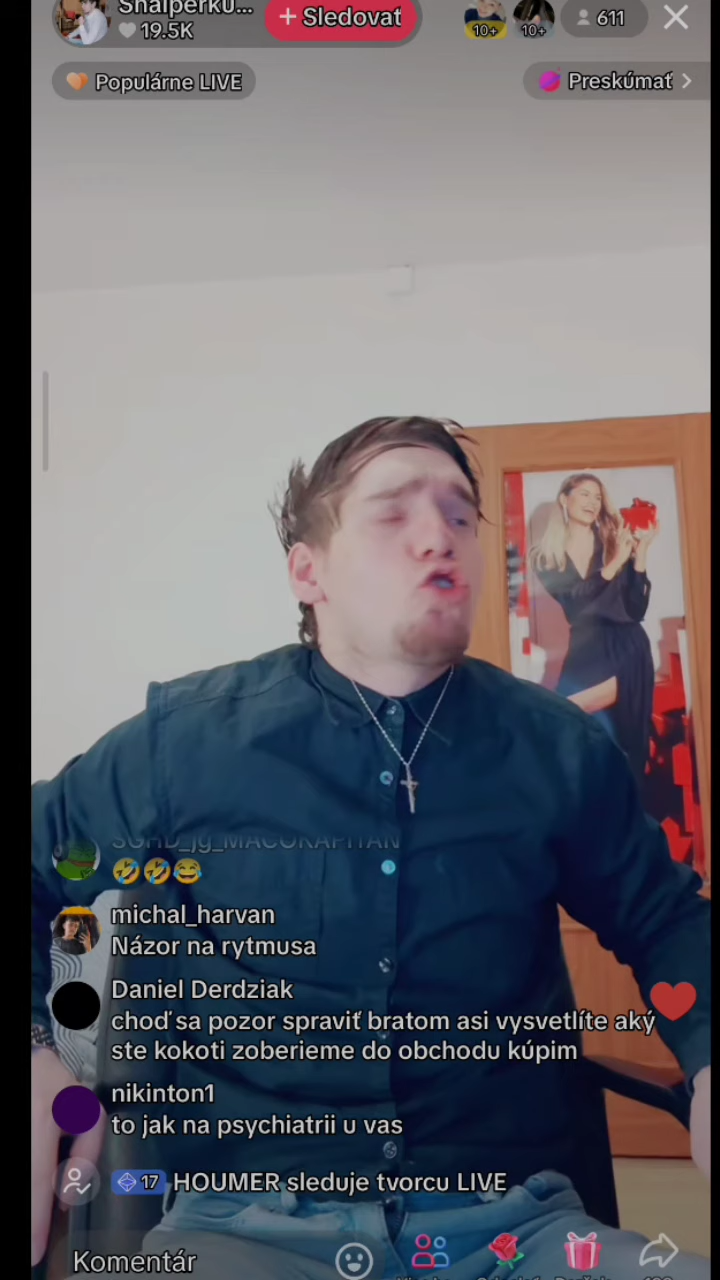 Shaiperku...
19.5K
+ Sledovať
10+
10+
611
Populárne LIVE
Preskúmať
🤣🤣😂
michal_harvan
Názor na rytmusa
Daniel Derdziak
choď sa pozor spraviť bratom asi vysvetlíte aký
ste kokoti zoberieme do obchodu kúpim
nikinton1
to jak na psychiatrii u vas
17 HOUMER sleduje tvorcu LIVE
Komentár